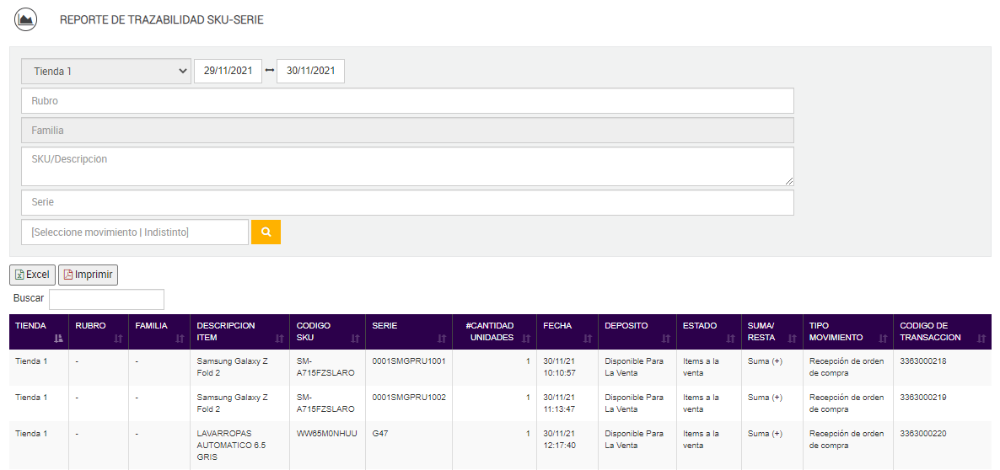 REPORTE DE TRAZABILIDAD SKU-SERIE
Tienda 1 29/11/2021 30/11/2021
Rubro
Familia
SKU/Descripción
Serie
[Seleccione movimiento | Indistinto]
Excel Imprimir
Buscar
TIENDA RUBRO FAMILIA DESCRIPCION CODIGO SERIE #CANTIDAD FECHA DEPOSITO ESTADO SUMA/ TIPO CODIGO DE
ITEM SKU UNIDADES RESTA MOVIMIENTO TRANSACCION
Tienda 1 - - Samsung Galaxy Z SM- 0001SMGPRU1001 1 30/11/21 Disponible Para Items a la Suma (+) Recepción de orden 3363000218
Fold 2 A715FZSLARO 10:10:57 La Venta venta de compra
Tienda 1 - - Samsung Galaxy Z SM- 0001SMGPRU1002 1 30/11/21 Disponible Para Items a la Suma (+) Recepción de orden 3363000219
Fold 2 A715FZSLARO 11:13:47 La Venta venta de compra
Tienda 1 - - LAVARROPAS WW65M0NHUU G47 1 30/11/21 Disponible Para Items a la Suma (+) Recepción de orden 3363000220
AUTOMATICO 6.5 12:17:40 La Venta venta de compra
GRIS